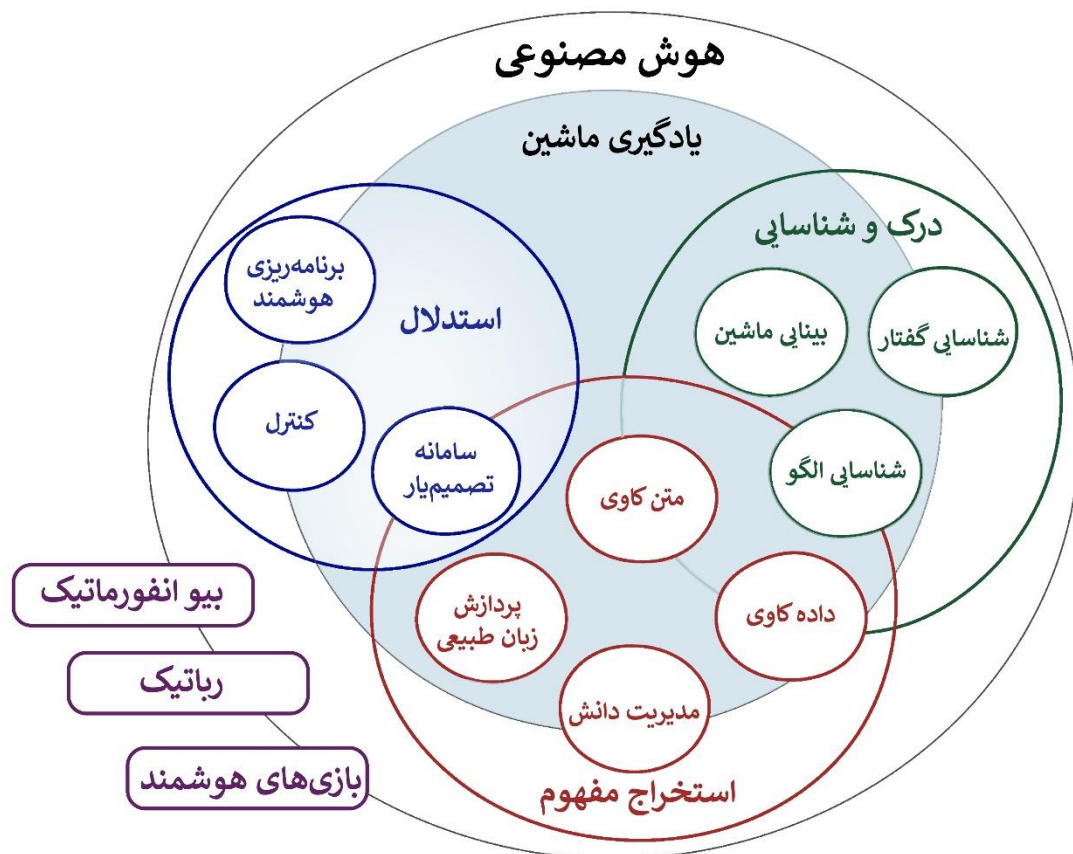 هوش مصنوعی
یادگیری ماشین
درک و شناسایی
شناسایی گفتار
بینایی ماشین
شناسایی الگو
استدلال
برنامه‌ریزی
هوشمند
کنترل
سامانه
تصمیم‌یار
متن کاوی
داده کاوی
پردازش
زبان طبیعی
مدیریت دانش
استخراج مفهوم
بیو انفورماتیک
رباتیک
بازی‌های هوشمند